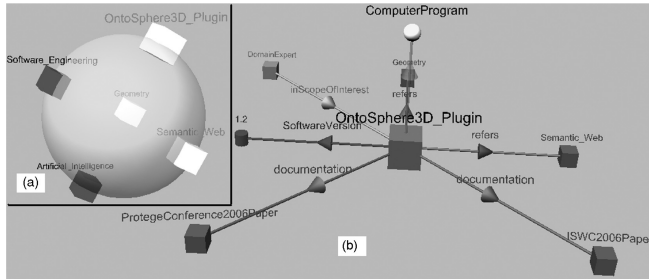 OntoSphere3D_Plugin
Software_Engineering
Geometry
Semantic_Web
Artificial_Intelligence
(a)
ComputerProgram
DomainExpert
Geometry
inScopeOfInterest
refers
OntoSphere3D_Plugin
1.2
SoftwareVersion
refers
Semantic_Web
documentation
documentation
ProtegeConference2006Paper
(b)
ISWC2006Pape